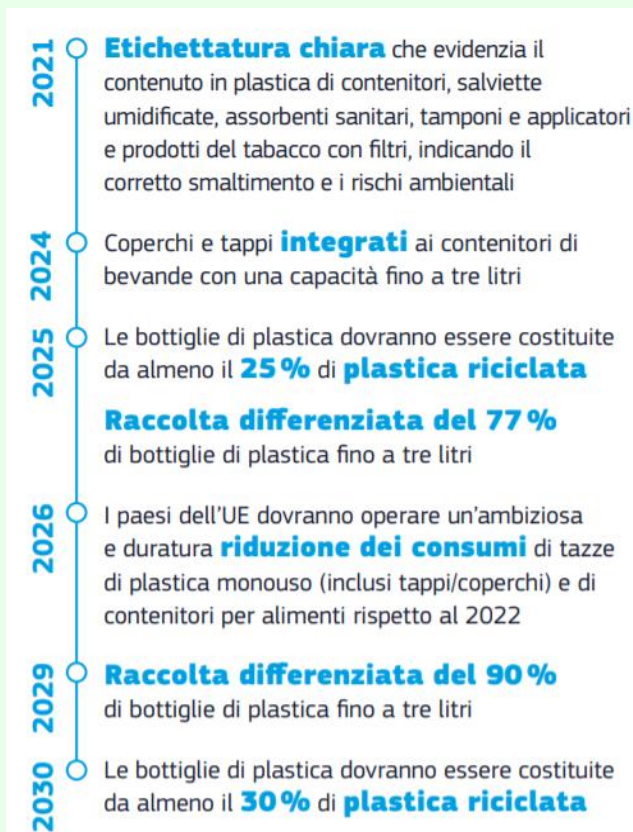 2021
Etichettatura chiara che evidenzia il
contenuto in plastica di contenitori, salviette
umidificate, assorbenti sanitari, tamponi e applicatori
e prodotti del tabacco con filtri, indicando il
corretto smaltimento e i rischi ambientali
2024
Coperchi e tappi integrati ai contenitori di
bevande con una capacità fino a tre litri
2025
Le bottiglie di plastica dovranno essere costituite
da almeno il 25 % di plastica riciclata
Raccolta differenziata del 77 %
di bottiglie di plastica fino a tre litri
2026
I paesi dell'UE dovranno operare un'ambiziosa
e duratura riduzione dei consumi di tazze
di plastica monouso (inclusi tappi/coperchi) e di
contenitori per alimenti rispetto al 2022
2029
Raccolta differenziata del 90 %
di bottiglie di plastica fino a tre litri
2030
Le bottiglie di plastica dovranno essere costituite
da almeno il 30 % di plastica riciclata